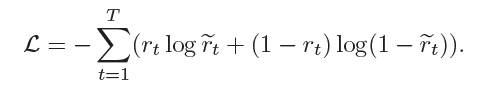 $$\mathcal{L} = -\sum_{t=1}^{T} (r_t \log \widetilde{r}_t + (1 - r_t) \log(1 - \widetilde{r}_t)).$$